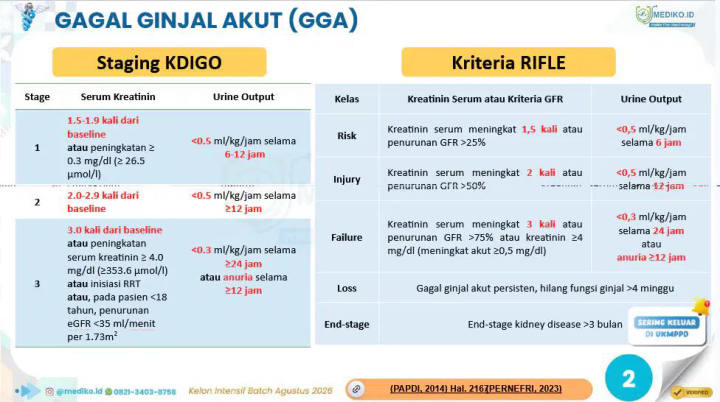 GAGAL GINJAL AKUT (GGA)
MEDIKO.ID
Staging KDIGO
Stage
Serum Kreatinin
Urine Output
1
1.5-1.9 kali dari
baseline
atau peningkatan ≥
0.3 mg/dl (≥ 26.5
µmol/l)
<0.5 ml/kg/jam selama
6-12 jam
2
2.0-2.9 kali dari
baseline
<0.5 ml/kg/jam selama
≥12 jam
3
3.0 kali dari baseline
atau peningkatan
serum kreatinin ≥ 4.0
mg/dl (≥353.6 µmol/l)
atau inisiasi RRT
atau, pada pasien <18
tahun, penurunan
eGFR <35 ml/menit
per 1.73m²
<0.3 ml/kg/jam selama
≥24 jam
atau anuria selama
≥12 jam
Kriteria RIFLE
Kelas
Kreatinin Serum atau Kriteria GFR
Urine Output
Risk
Kreatinin serum meningkat 1,5 kali atau
penurunan GFR >25%
<0,5 ml/kg/jam
selama 6 jam
Injury
Kreatinin serum meningkat 2 kali atau
penurunan GFR >50%
<0,5 ml/kg/jam
selama 12 jam
Failure
Kreatinin serum meningkat 3 kali atau
penurunan GFR >75% atau kreatinin ≥4
mg/dl (meningkat akut ≥0,5 mg/dl)
<0,3 ml/kg/jam
selama 24 jam
atau
anuria ≥12 jam
Loss
Gagal ginjal akut persisten, hilang fungsi ginjal >4 minggu
End-stage
End-stage kidney disease >3 bulan
SERING KELUAR
DI UKMPPD
@mediko.id 0821-3403-8758
Kelon Intensif Batch Agustus 2026
(PAPDI, 2014) Hal. 2167(PERNEFRI, 2023)
2
VERIFIED